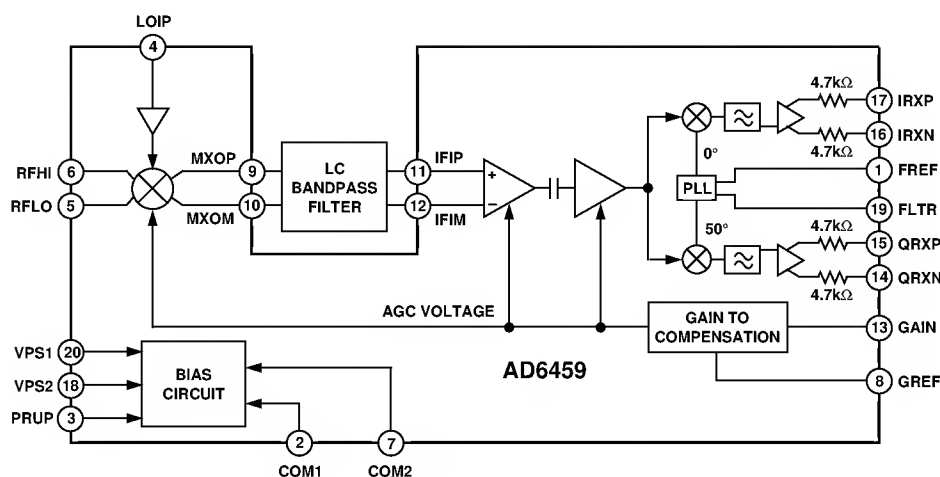 LOIP
4
4.7kΩ
17 IRXP
16 IRXN
4.7kΩ
RFHI 6
MXOP 9
LC
BANDPASS
FILTER
11 IFIP
0°
1 FREF
PLL
RFLO 5
MXOM 10
12 IFIM
19 FLTR
50°
4.7kΩ
15 QRXP
14 QRXN
4.7kΩ
AGC VOLTAGE
GAIN TO
COMPENSATION
13 GAIN
AD6459
8 GREF
VPS1 20
VPS2 18
PRUP 3
BIAS
CIRCUIT
2
COM1
7
COM2
+
−